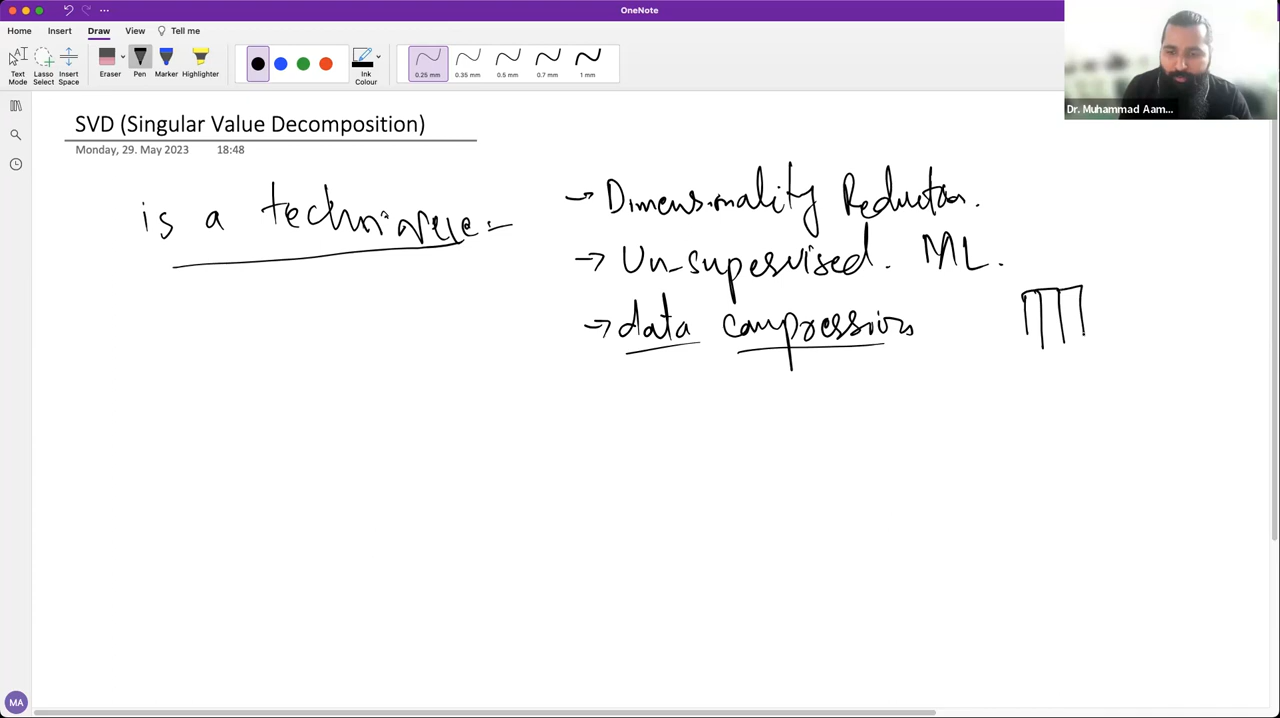 OneNote
Home Insert Draw View Tell me
Text Mode
Lasso Select
Insert Space
Eraser
Pen
Marker
Highlighter
Ink Colour
0.25 mm
0.35 mm
0.5 mm
0.7 mm
1 mm
Dr. Muhammad Aam...
SVD (Singular Value Decomposition)
Monday, 29. May 2023 18:48
is a technique
→ Dimensionality Reduction.
→ Un-supervised. ML.
→ data compression
MA